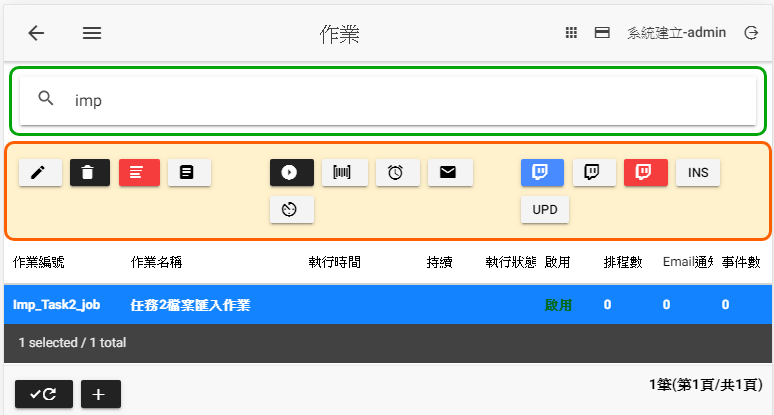 作業
系統建立-admin
imp
INS
UPD
作業編號 作業名稱 執行時間 持續 執行狀態 啟用 排程數 Email通知 事件數
Imp_Task2_job 任務2檔案匯入作業 啟用 0 0 0
1 selected / 1 total
1筆(第1頁/共1頁)